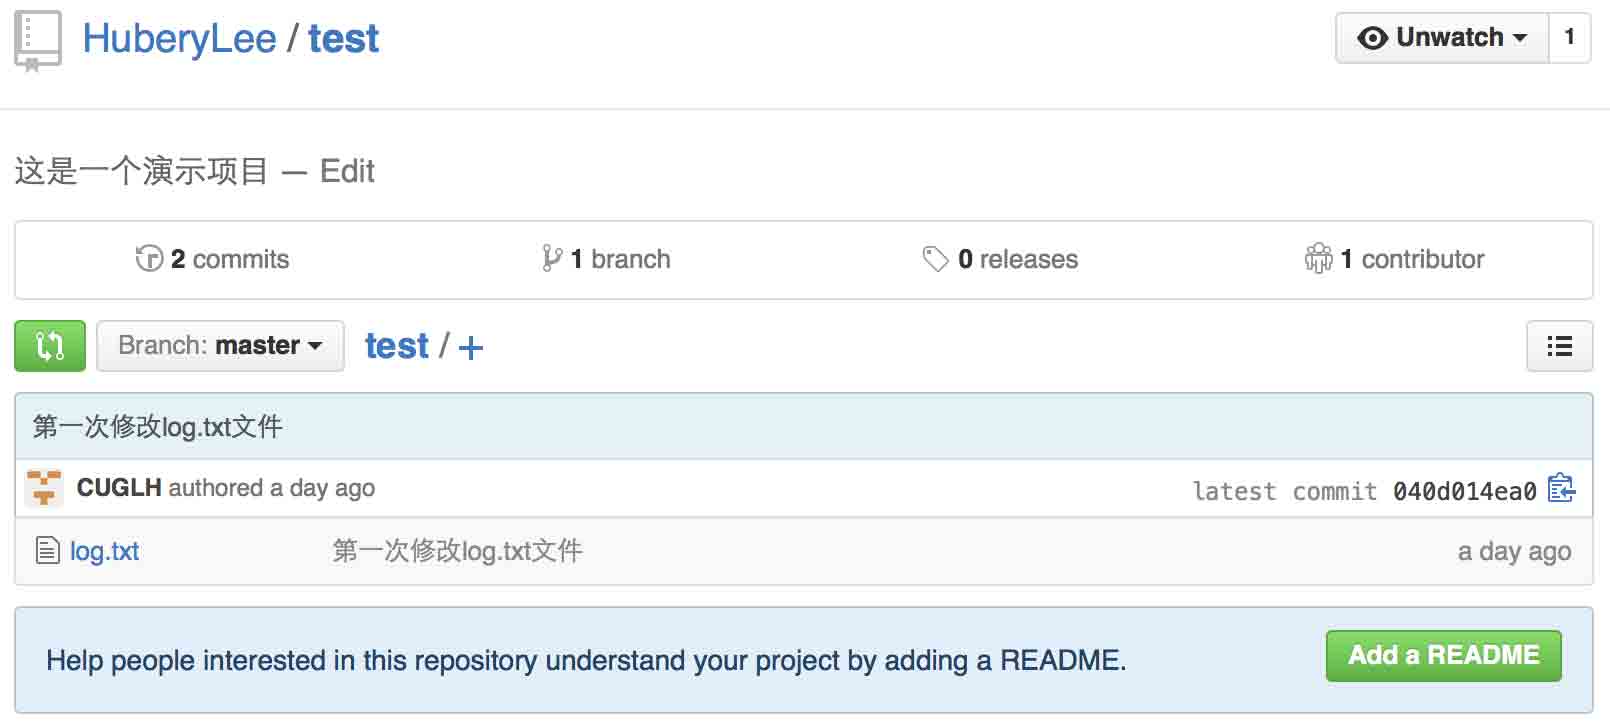 HuberyLee / test
Unwatch 1
这是一个演示项目 — Edit
2 commits 1 branch 0 releases 1 contributor
Branch: master test / +
第一次修改log.txt文件
CUGLH authored a day ago latest commit 040d014ea0
log.txt 第一次修改log.txt文件 a day ago
Help people interested in this repository understand your project by adding a README. Add a README